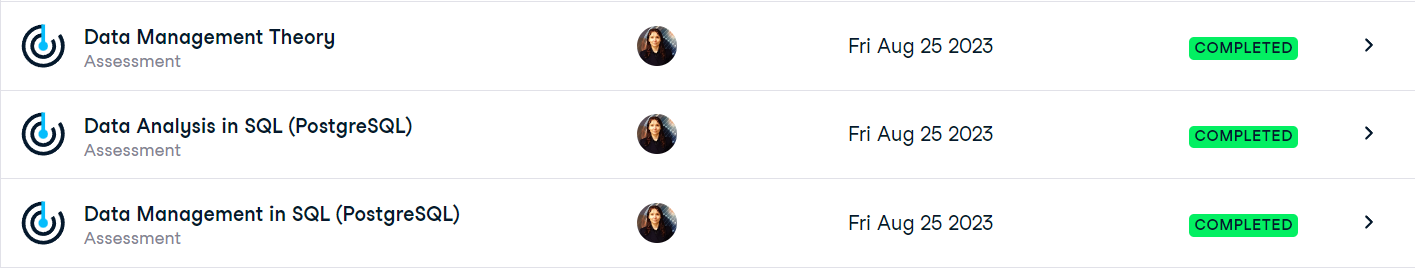 Data Management Theory
Assessment
Fri Aug 25 2023
COMPLETED
Data Analysis in SQL (PostgreSQL)
Assessment
Fri Aug 25 2023
COMPLETED
Data Management in SQL (PostgreSQL)
Assessment
Fri Aug 25 2023
COMPLETED